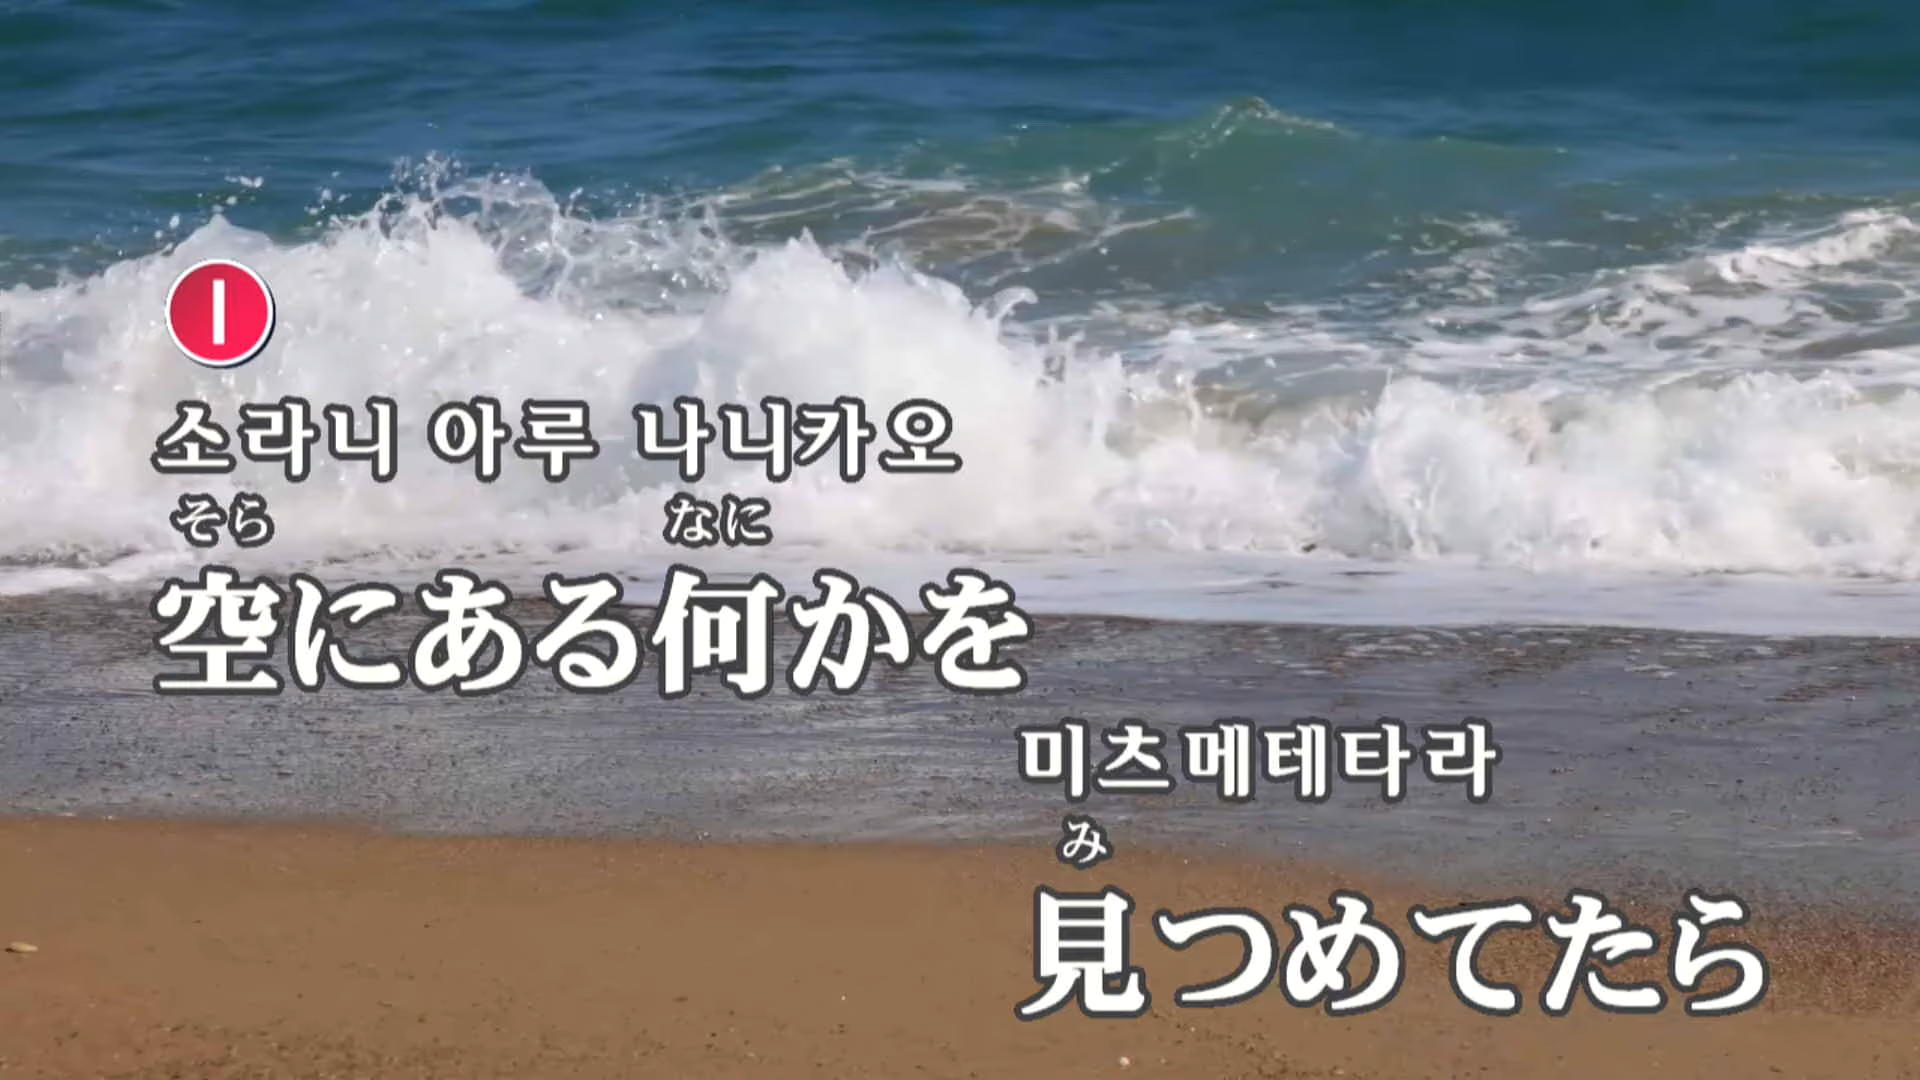 1
소라니 아루 나니카오
そら なに
空にある何かを
미츠메테타라
み
見つめてたら